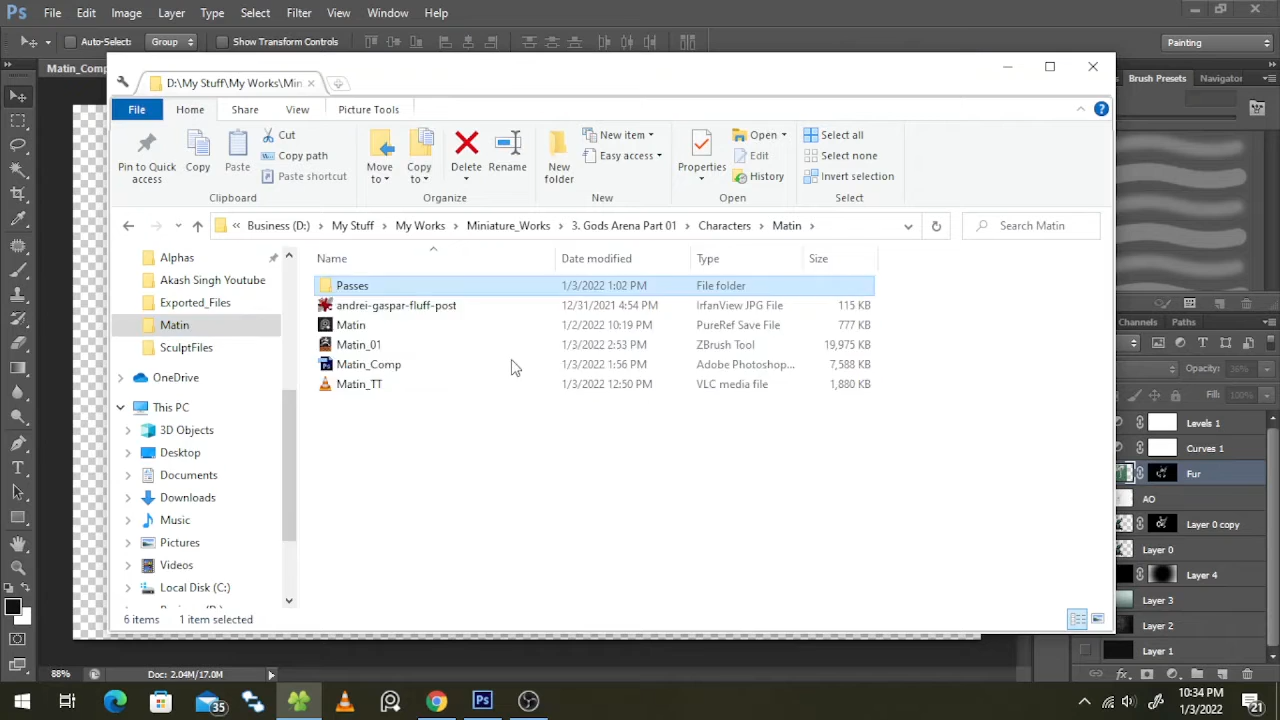 Ps File Edit Image Layer Type Select Filter View Window Help
Auto-Select: Group Show Transform Controls Painting
Matin_Comp D:\My Stuff\My Works\Min Brush Presets Navigator
File Home Share View Picture Tools
Pin to Quick access Copy Paste Cut Copy path Paste shortcut
Move to Copy to Delete Rename New folder New item Easy access
Properties Open Edit History Select all Select none Invert selection
Clipboard Organize New Open Select
« Business (D:) My Stuff My Works Miniature_Works 3. Gods Arena Part 01 Characters Matin Search Matin
Name Date modified Type Size
Passes 1/3/2022 1:02 PM File folder
andrei-gaspar-fluff-post 12/31/2021 4:54 PM IrfanView JPG File 115 KB
Matin 1/2/2022 10:19 PM PureRef Save File 777 KB
Matin_01 1/3/2022 2:53 PM ZBrush Tool 19,975 KB
Matin_Comp 1/3/2022 1:56 PM Adobe Photoshop... 7,588 KB
Matin_TT 1/3/2022 12:50 PM VLC media file 1,880 KB
Alphas
Akash Singh Youtube
Exported_Files
Matin
SculptFiles
OneDrive
This PC
3D Objects
Desktop
Documents
Downloads
Music
Pictures
Videos
Local Disk (C:)
6 items 1 item selected
Channels Paths
Opacity: 36%
Fill: 100%
Levels 1
Curves 1
Fur
AO
Layer 0 copy
Layer 0
Layer 4
Layer 3
Layer 2
Layer 1
88% Doc: 2.04M/17.0M
35 Ps 10:34 PM
1/3/2022 21